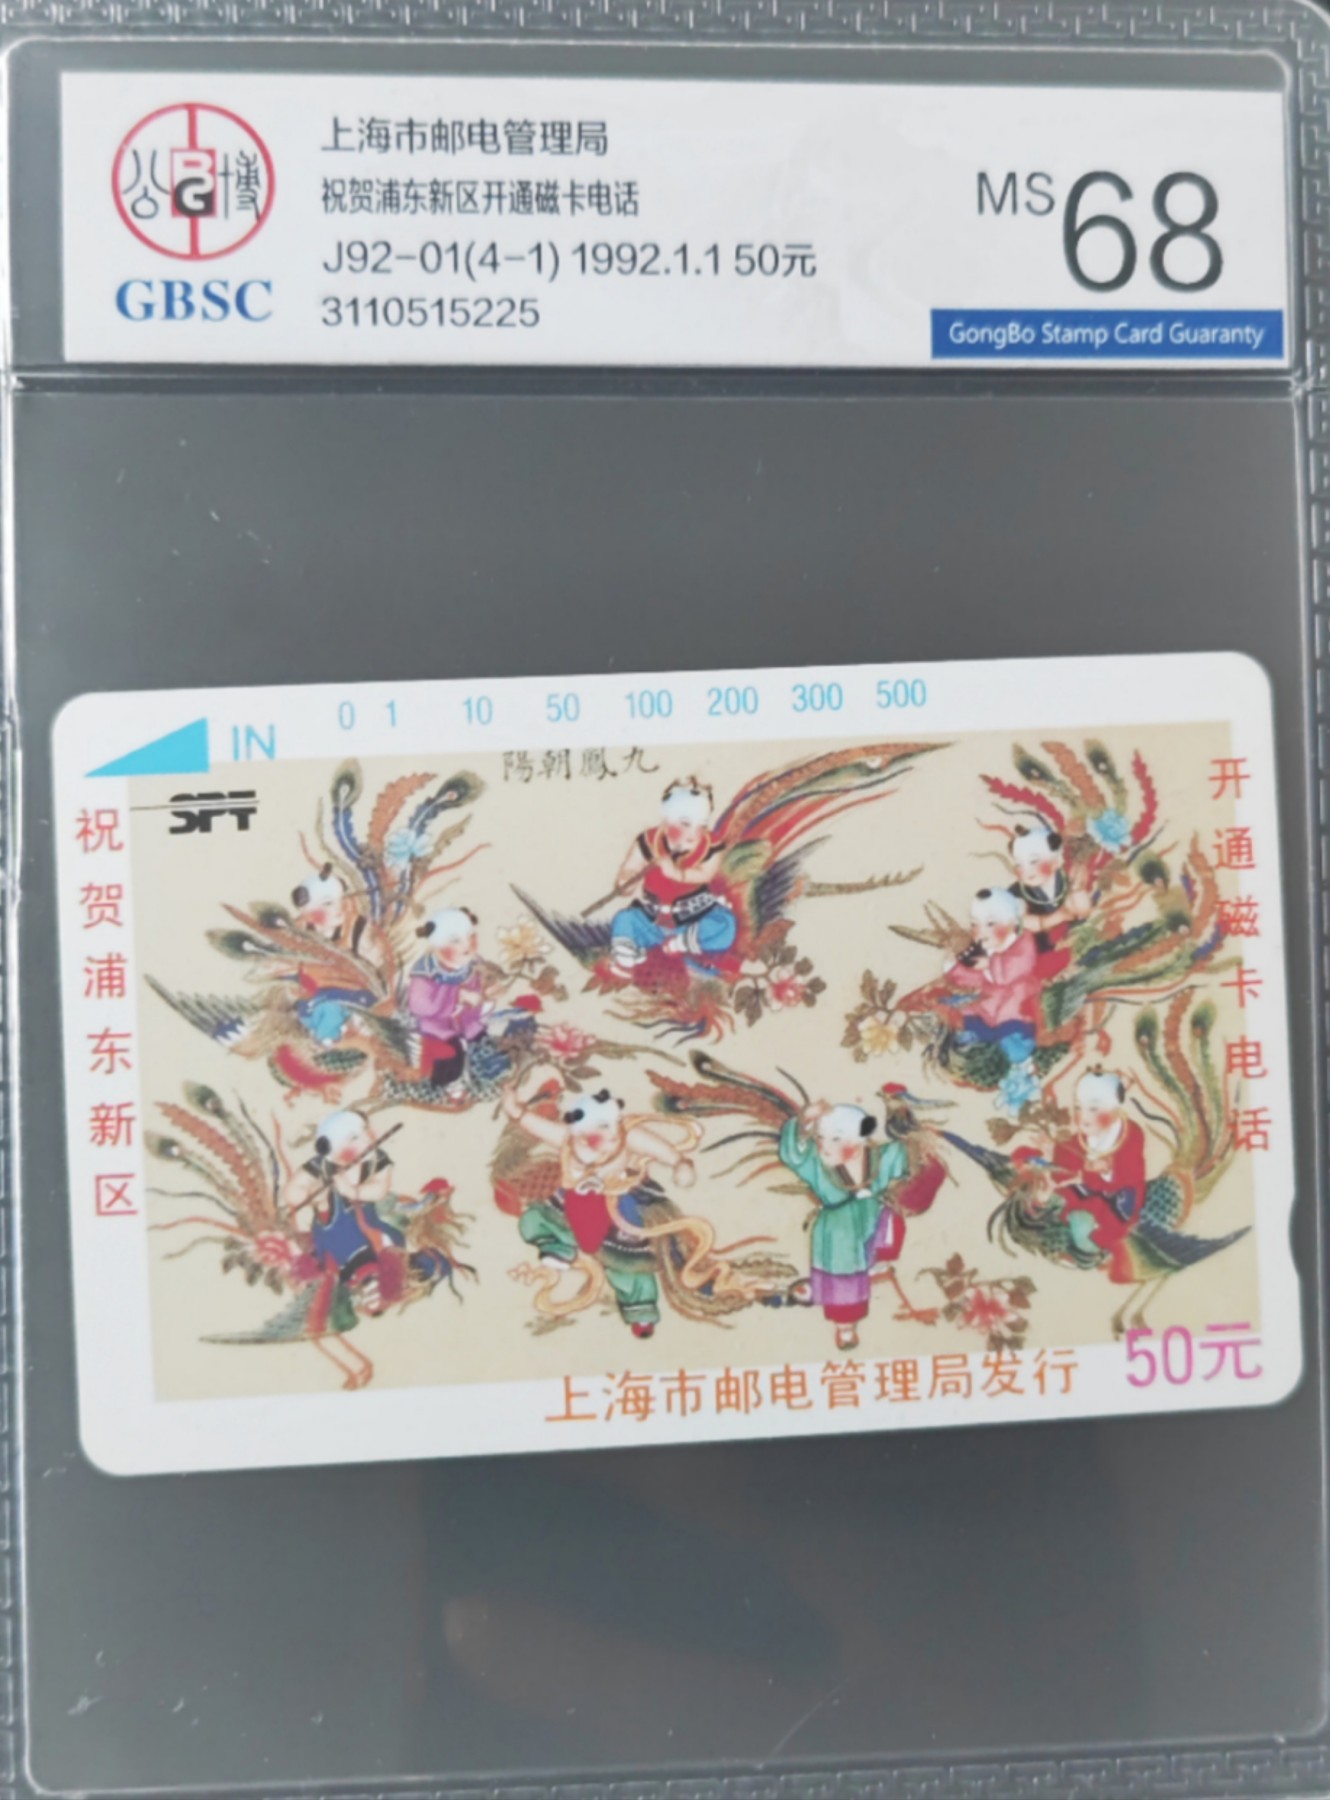 公 BG 博
GBSC
上海市邮电管理局
祝贺浦东新区开通磁卡电话
J92-01(4-1) 1992.1.1 50元
3110515225
MS 68
GongBo Stamp Card Guaranty
IN 0 1 10 50 100 200 300 500
陽朝鳳九
SPT
祝贺浦东新区
开通磁卡电话
上海市邮电管理局发行
50元